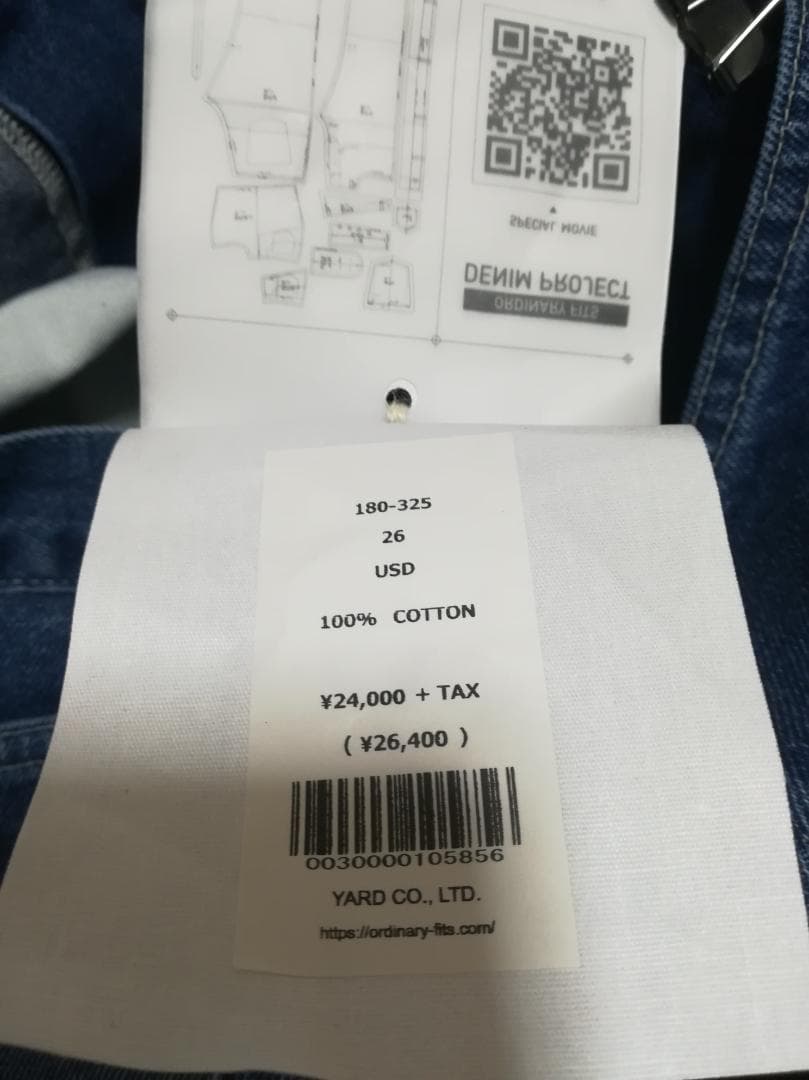 SPECIAL MOVIE
DENIM PROJECT
ORDINARY FITS
180-325
26
USD
100% COTTON
¥24,000 + TAX
( ¥26,400 )
0030000105856
YARD CO., LTD.
https://ordinary-fits.com/